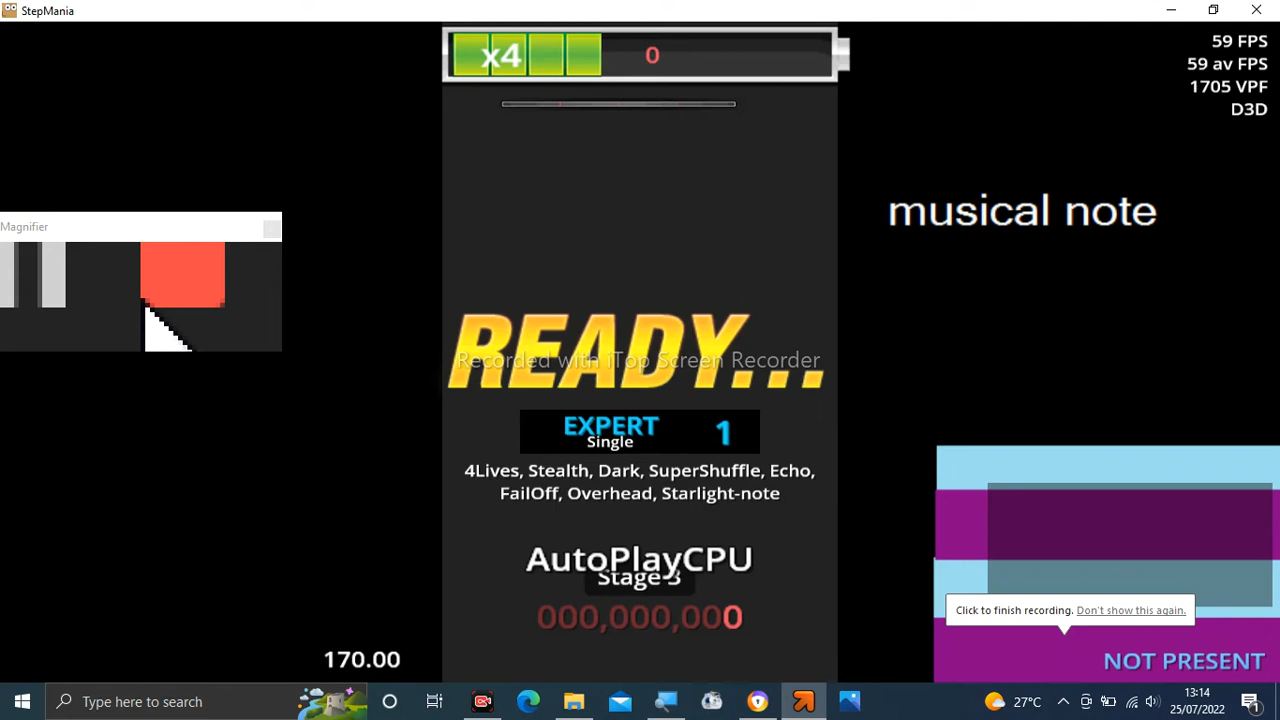 StepMania
x4
0
59 FPS
59 av FPS
1705 VPF
D3D
musical note
Magnifier
READY...
Recorded with iTop Screen Recorder
EXPERT
1
Single
4Lives, Stealth, Dark, SuperShuffle, Echo,
FailOff, Overhead, Starlight-note
AutoPlayCPU
Stage 3
000,000,000
Click to finish recording. Don't show this again.
170.00
NOT PRESENT
Type here to search
27°C
13:14
25/07/2022
1